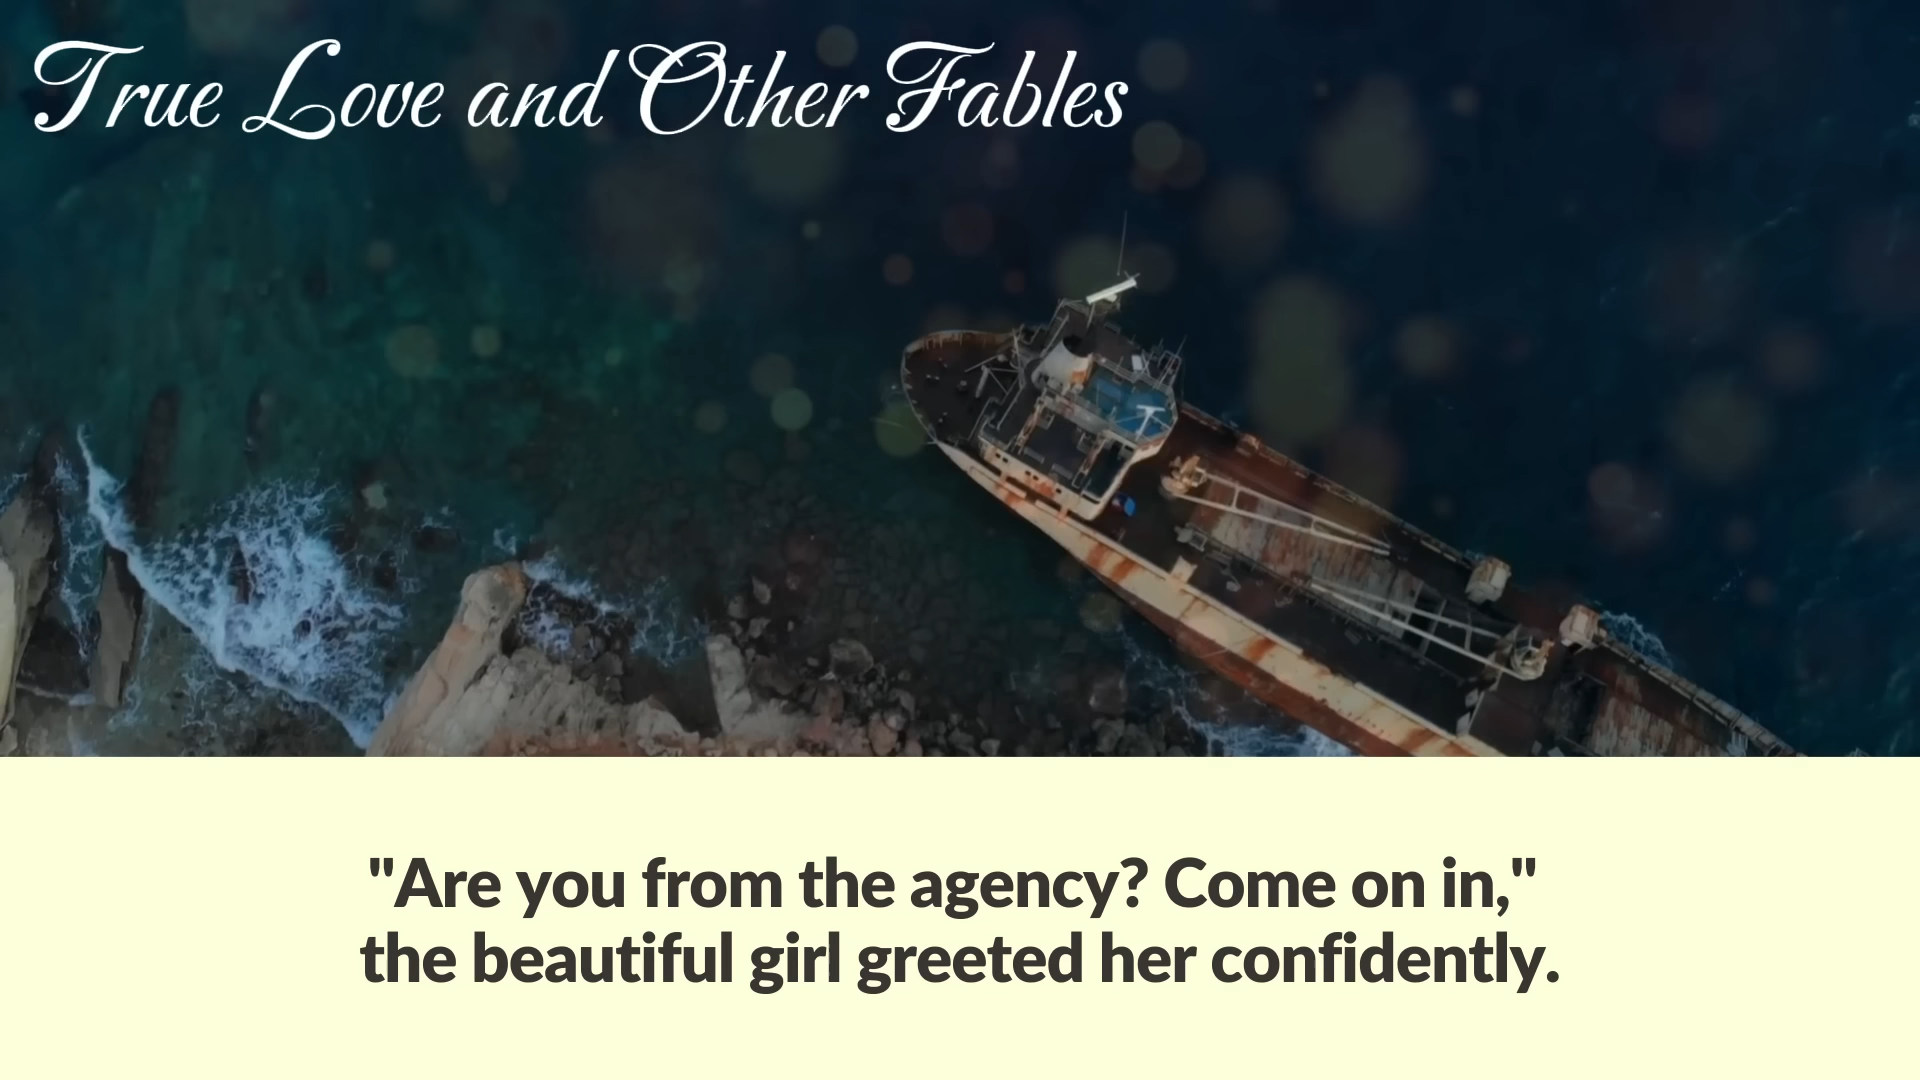 True Love and Other Fables
"Are you from the agency? Come on in,"
the beautiful girl greeted her confidently.